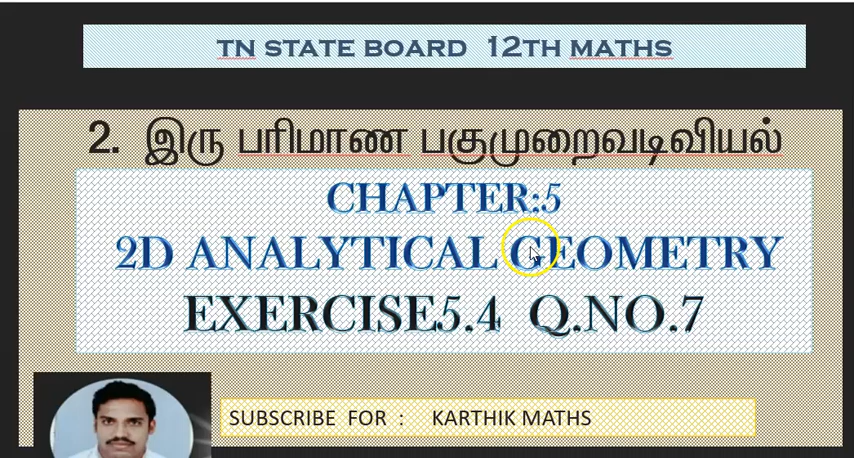 TN STATE BOARD 12TH MATHS
2. இரு பரிமாண பகுமுறைவடிவியல்
CHAPTER:5
2D ANALYTICAL GEOMETRY
EXERCISE5.4 Q.NO.7
SUBSCRIBE FOR : KARTHIK MATHS